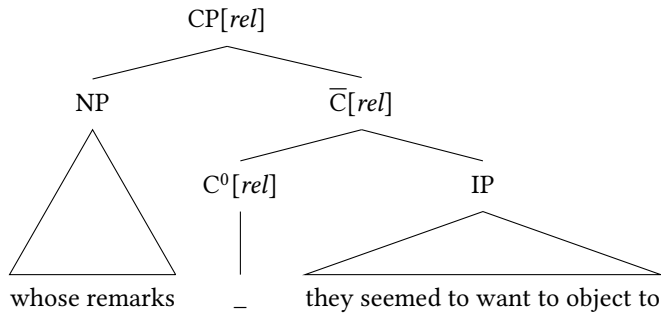 CP[rel]
NP C̅[rel]
C⁰[rel] IP
whose remarks _ they seemed to want to object to